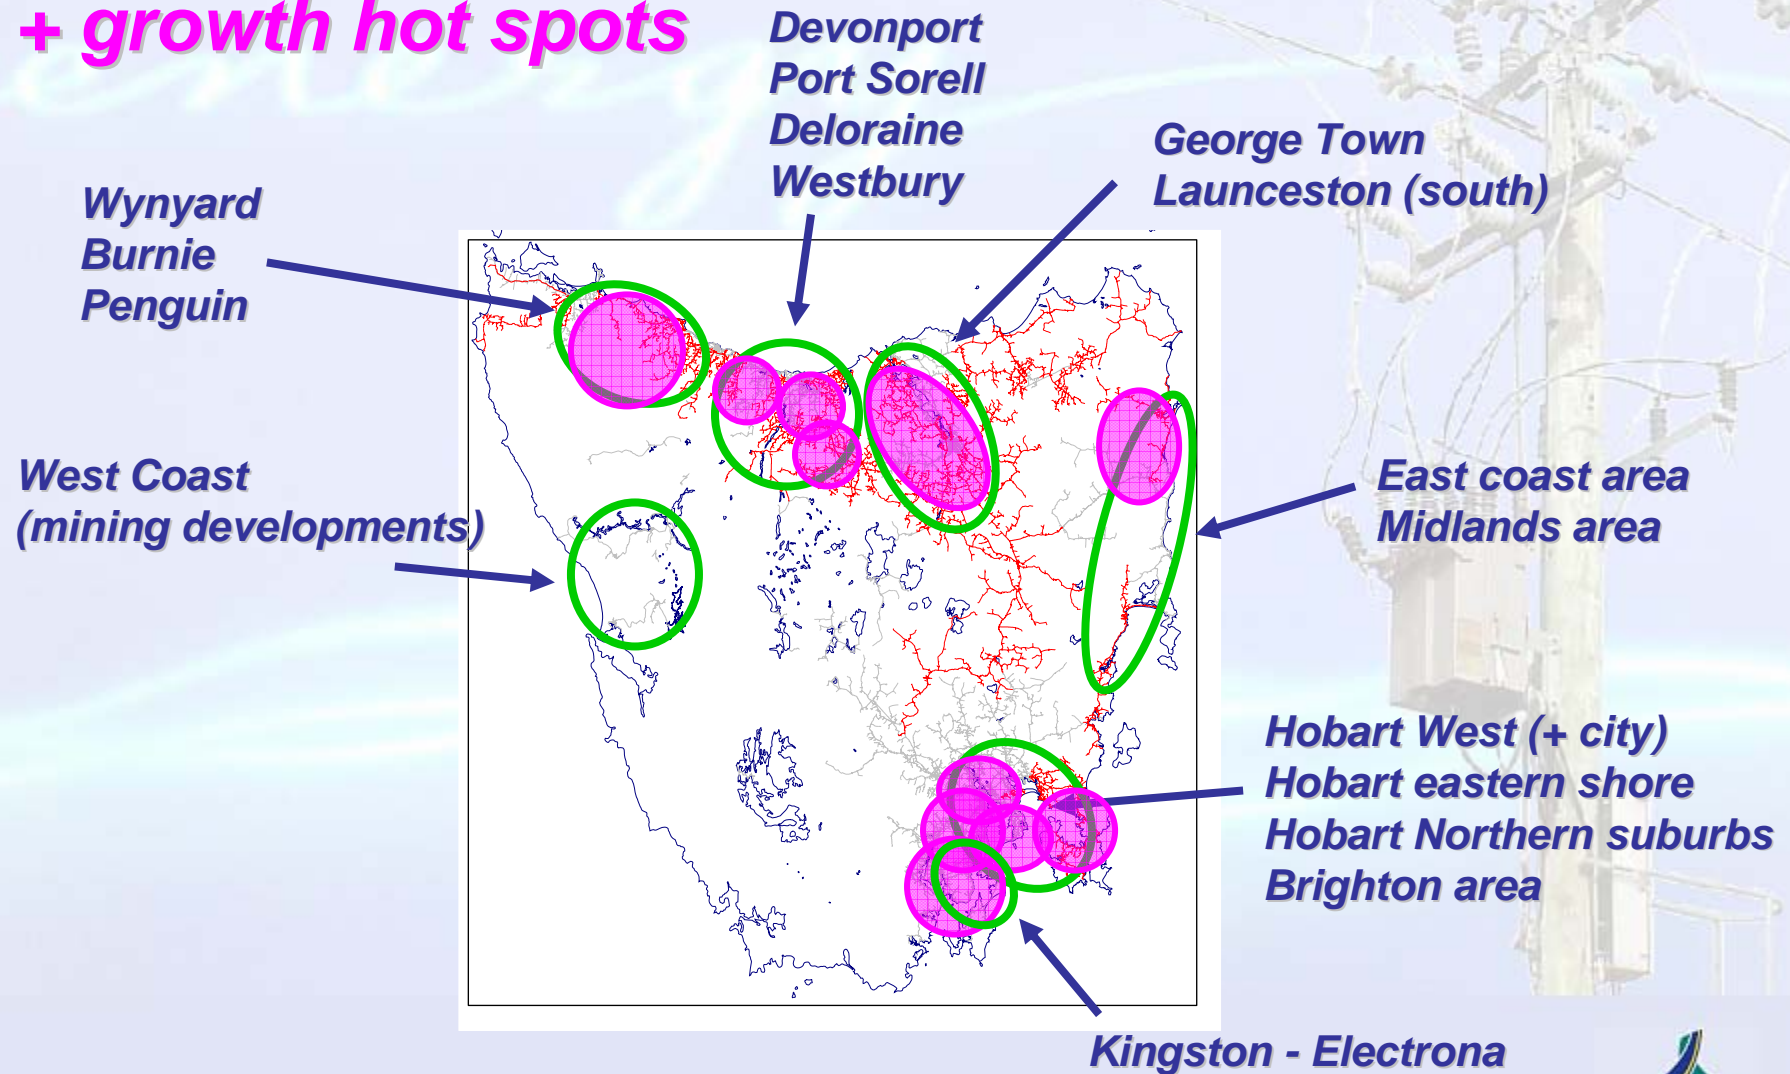 + growth hot spots
Devonport
Port Sorell
Deloraine
Westbury
George Town
Launceston (south)
Wynyard
Burnie
Penguin
West Coast
(mining developments)
East coast area
Midlands area
Hobart West (+ city)
Hobart eastern shore
Hobart Northern suburbs
Brighton area
Kingston - Electrona